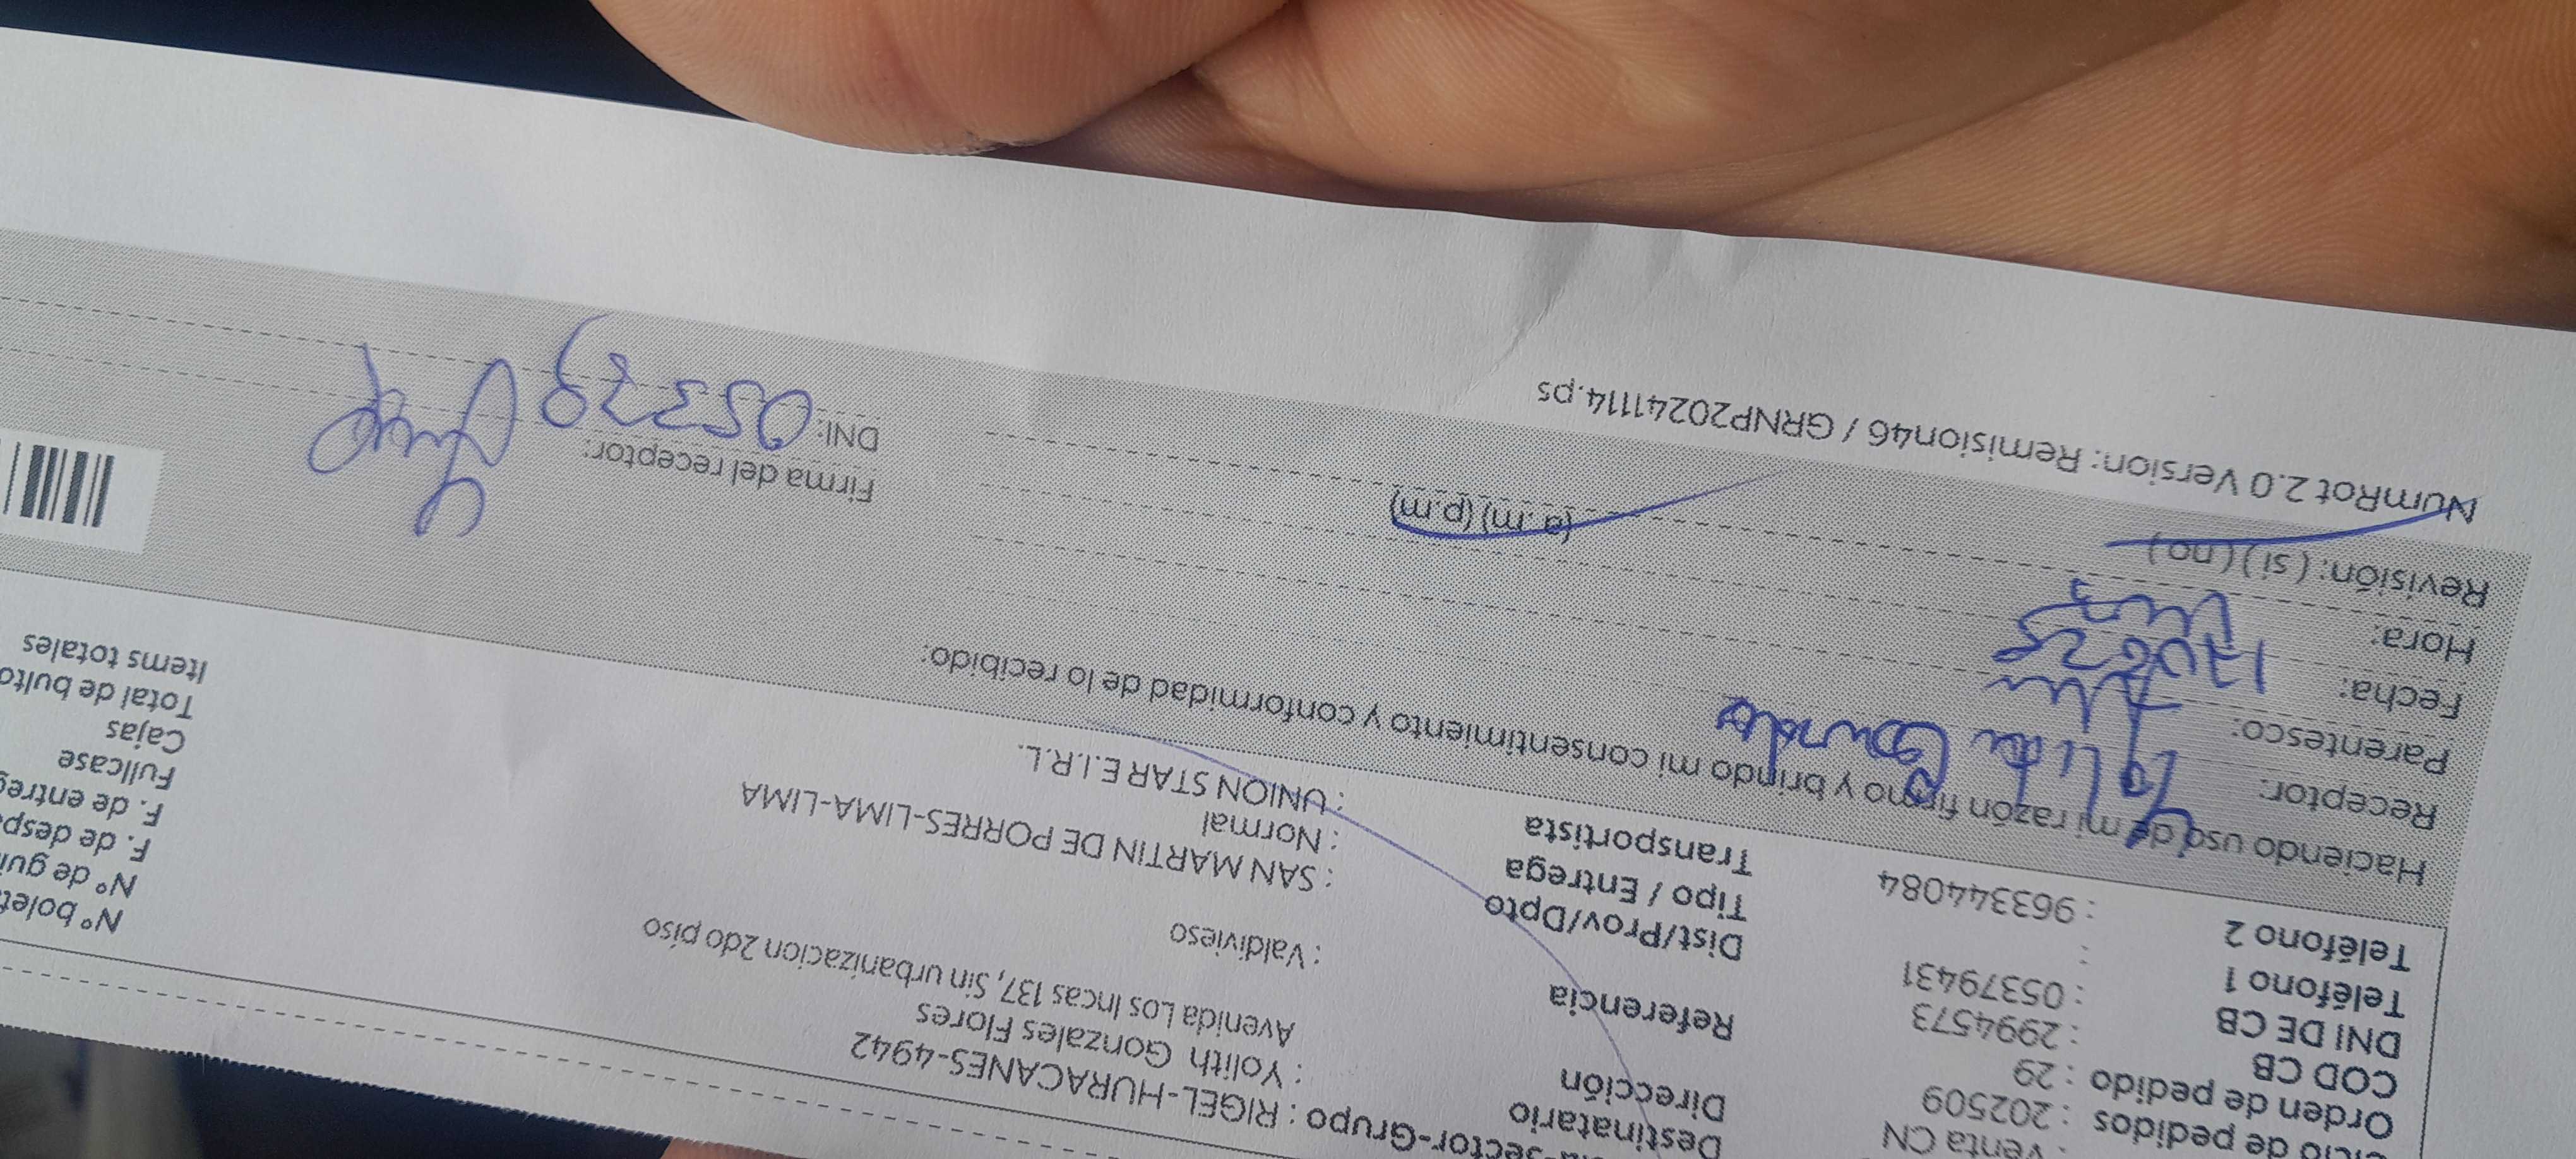 : Venta CN
Ciclo de pedidos : 202509
Orden de pedido : 29
COD CB : 2994573
DNI DE CB : 05379431
Teléfono 1 :
Teléfono 2 : 963344084
-Sector-Grupo : RIGEL-HURACANES-4942
Destinatario : Yolith Gonzales Flores
Dirección Avenida Los Incas 137, Sin urbanizacion 2do piso
Referencia : Valdivieso
Dist/Prov/Dpto : SAN MARTIN DE PORRES-LIMA-LIMA
Tipo / Entrega : Normal
Transportista : UNION STAR E.I.R.L.
Nº
Nº de
F. de
F. de
Fullcase
Cajas
Total de
Items totales
Haciendo uso de mi razón firmo y brindo mi consentimiento y conformidad de lo recibido:
Receptor:
Parentesco:
Fecha: 170625
Hora: (a.m) (p.m)
Revisión: ( si ) ( no )
Firma del receptor:
DNI: 05379
NumRot 2.0 Version: Remision46 / GRNP20241114.ps